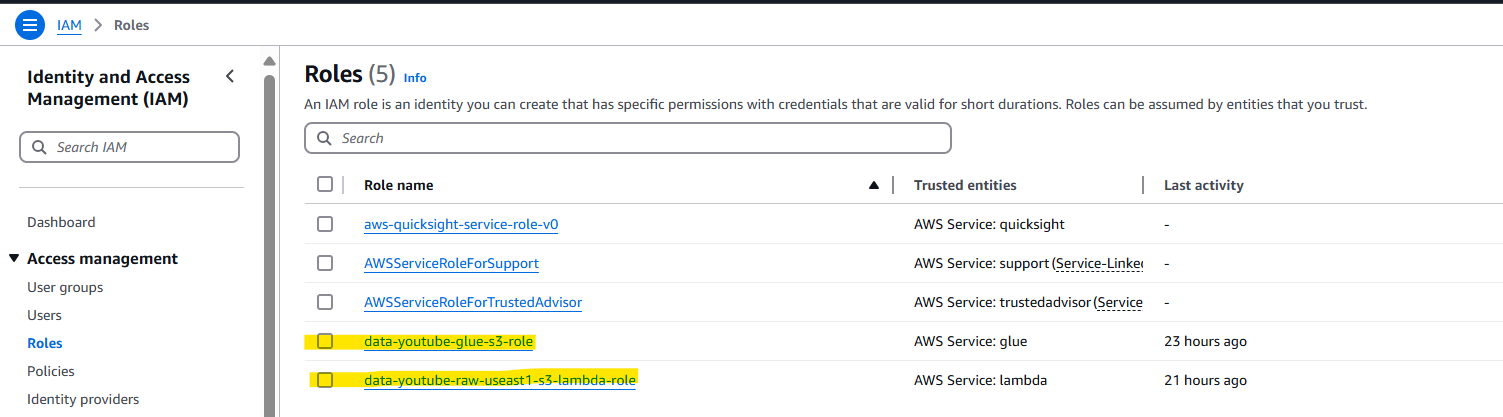 IAM > Roles
Identity and Access
Management (IAM)
Search IAM
Dashboard
Access management
User groups
Users
Roles
Policies
Identity providers
Roles (5) Info
An IAM role is an identity you can create that has specific permissions with credentials that are valid for short durations. Roles can be assumed by entities that you trust.
Search
Role name Trusted entities Last activity
aws-quicksight-service-role-v0 AWS Service: quicksight -
AWSServiceRoleForSupport AWS Service: support (Service-Linked -
AWSServiceRoleForTrustedAdvisor AWS Service: trustedadvisor (Service -
data-youtube-glue-s3-role AWS Service: glue 23 hours ago
data-youtube-raw-useast1-s3-lambda-role AWS Service: lambda 21 hours ago